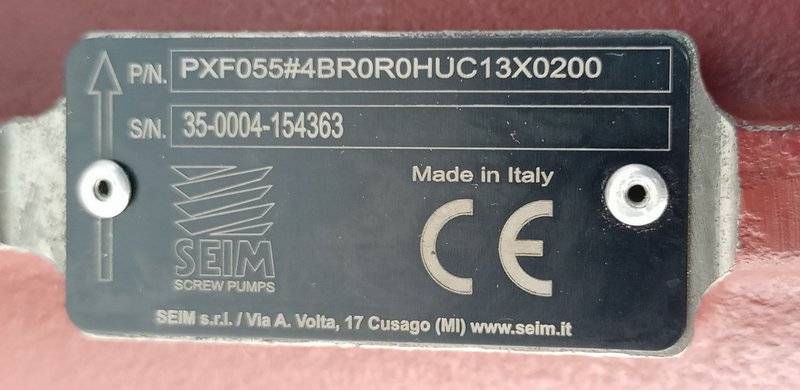 P/N. PXF055#4BR0R0HUC13X0200
S/N. 35-0004-154363
Made in Italy
CE
SEIM
SCREW PUMPS
SEIM s.r.l. / Via A. Volta, 17 Cusago (MI) www.seim.it